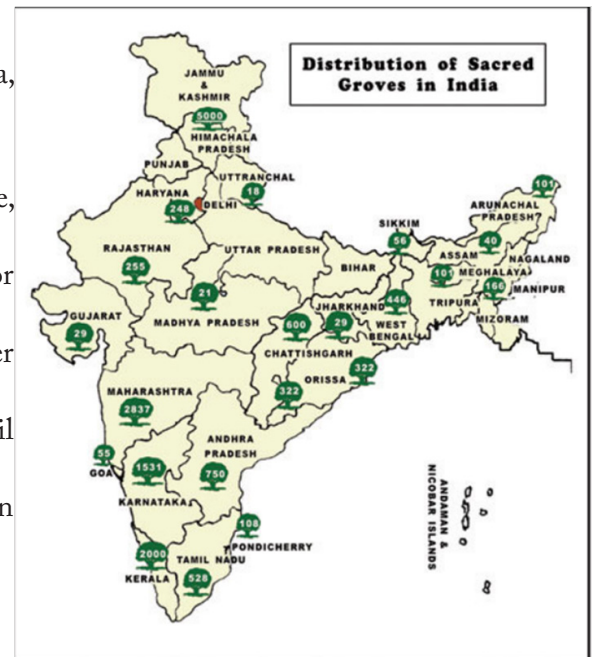 a,
e,
or
er
il
n
Distribution of Sacred
Groves in India
JAMMU
&
KASHMIR
5000
HIMACHALA
PRADESH
PUNJAB
UTTRANCHAL
18
HARYANA
248
DELHI
101
ARUNACHAL
PRADESH?
SIKKIM
56
40
ASSAM
NAGALAND
RAJASTHAN
255
UTTAR PRADESH
BIHAR
101
MEGHALAYA
166
MANIPUR
21
MADHYA PRADESH
GUJARAT
29
JHARKHAND
600
29
446
WEST
BENGAL
TRIPURA
MIZORAM
CHATTISHGARH
322
ORISSA
322
MAHARASHTRA
2837
ANDHRA
PRADESH
750
55
GOA
1531
KARNATAKA
108
PONDICHERRY
2000
KERALA
TAMIL NADU
528
ANDAMAN &
NICOBAR ISLANDS